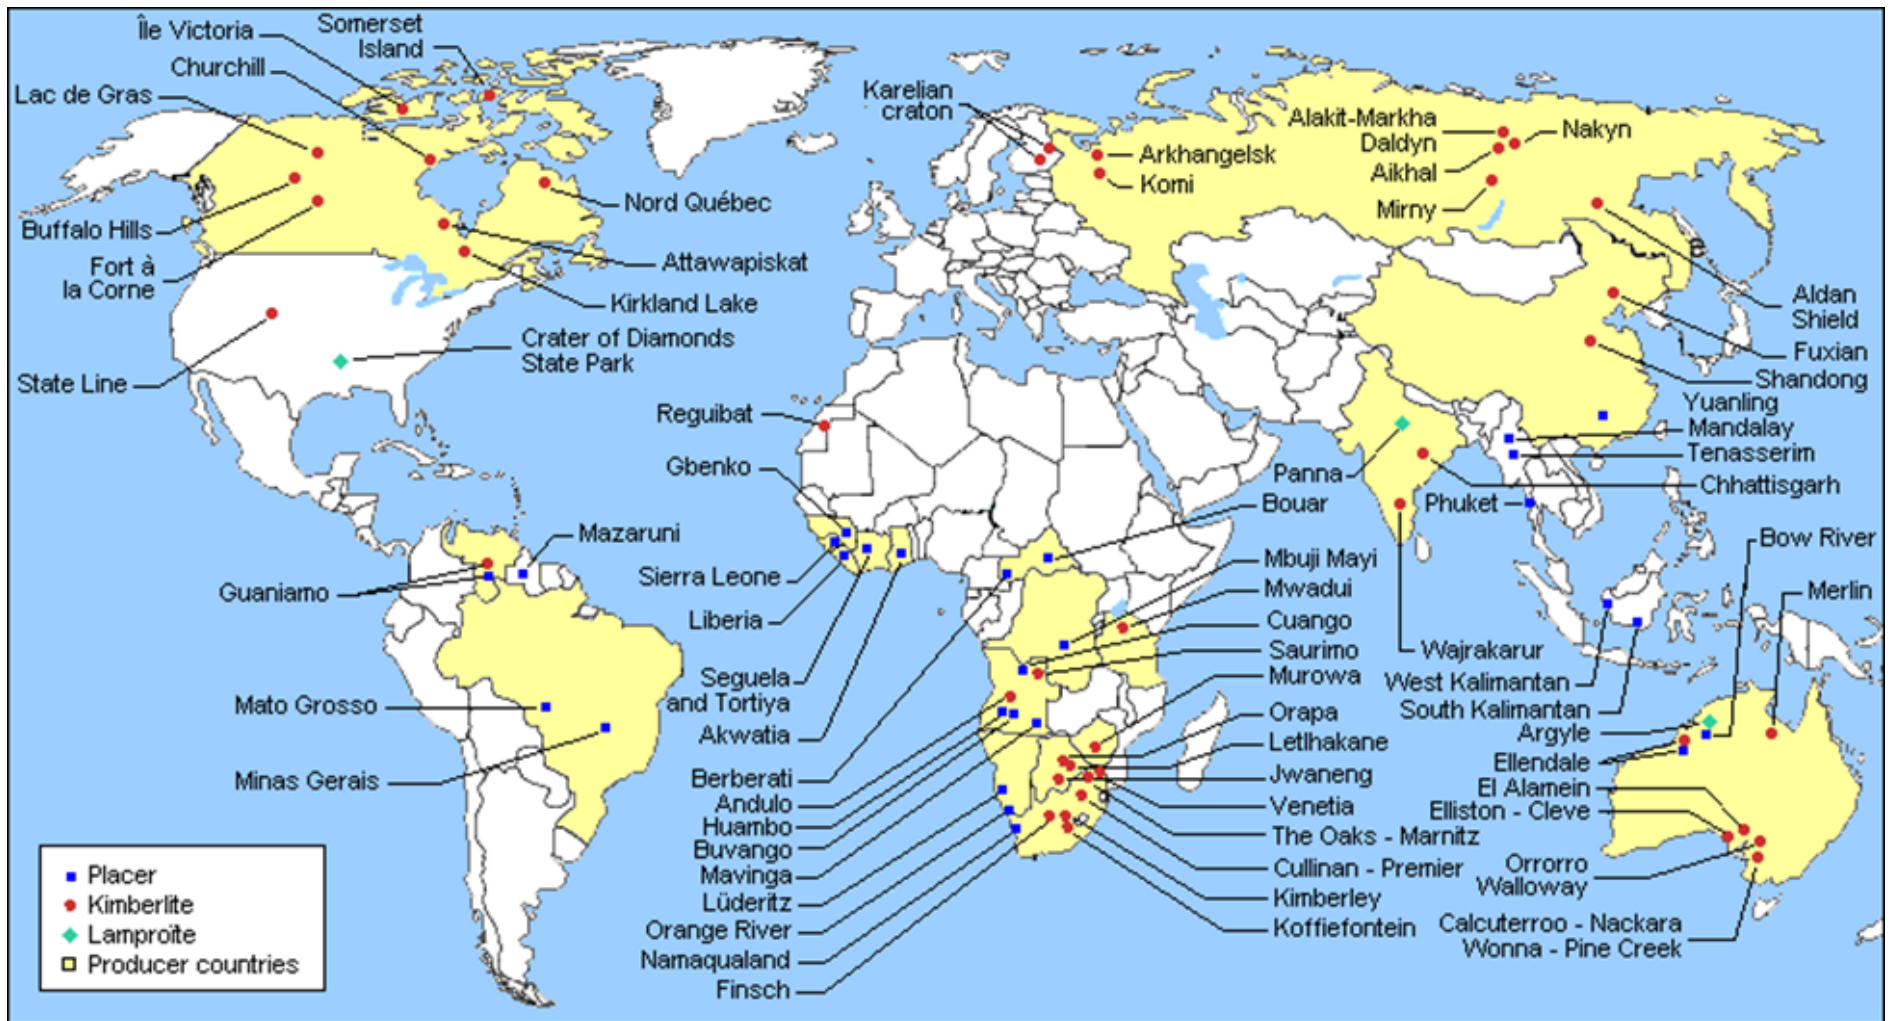 Île Victoria
Somerset
Island
Churchill
Lac de Gras
Buffalo Hills
Fort à
la Corne
State Line
Nord Québec
Attawapiskat
Kirkland Lake
Crater of Diamonds
State Park
Karelian
craton
Arkhangelsk
Komi
Alakit-Markha
Daldyn
Aikhal
Mirny
Nakyn
Aldan
Shield
Fuxian
Shandong
Yuanling
Mandalay
Tenasserim
Chhattisgarh
Panna
Phuket
Wajrakarur
Reguibat
Gbenko
Sierra Leone
Liberia
Seguela
and Tortiya
Akwatia
Berberati
Andulo
Huambo
Buvango
Mavinga
Lüderitz
Orange River
Namaqualand
Finsch
Mazaruni
Guaniamo
Mato Grosso
Minas Gerais
Bouar
Mbuji Mayi
Mwadui
Cuango
Saurimo
Murowa
Orapa
Letlhakane
Jwaneng
Venetia
The Oaks - Marnitz
Cullinan - Premier
Kimberley
Koffiefontein
Bow River
Merlin
West Kalimantan
South Kalimantan
Argyle
Ellendale
El Alamein
Elliston - Cleve
Orrorro
Walloway
Calcuterroo - Nackara
Wonna - Pine Creek
Placer
Kimberlite
Lamproïte
Producer countries